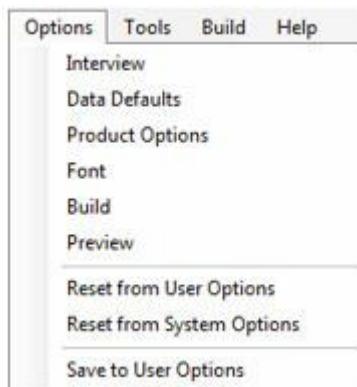 Options Tools Build Help
Interview
Data Defaults
Product Options
Font
Build
Preview
Reset from User Options
Reset from System Options
Save to User Options